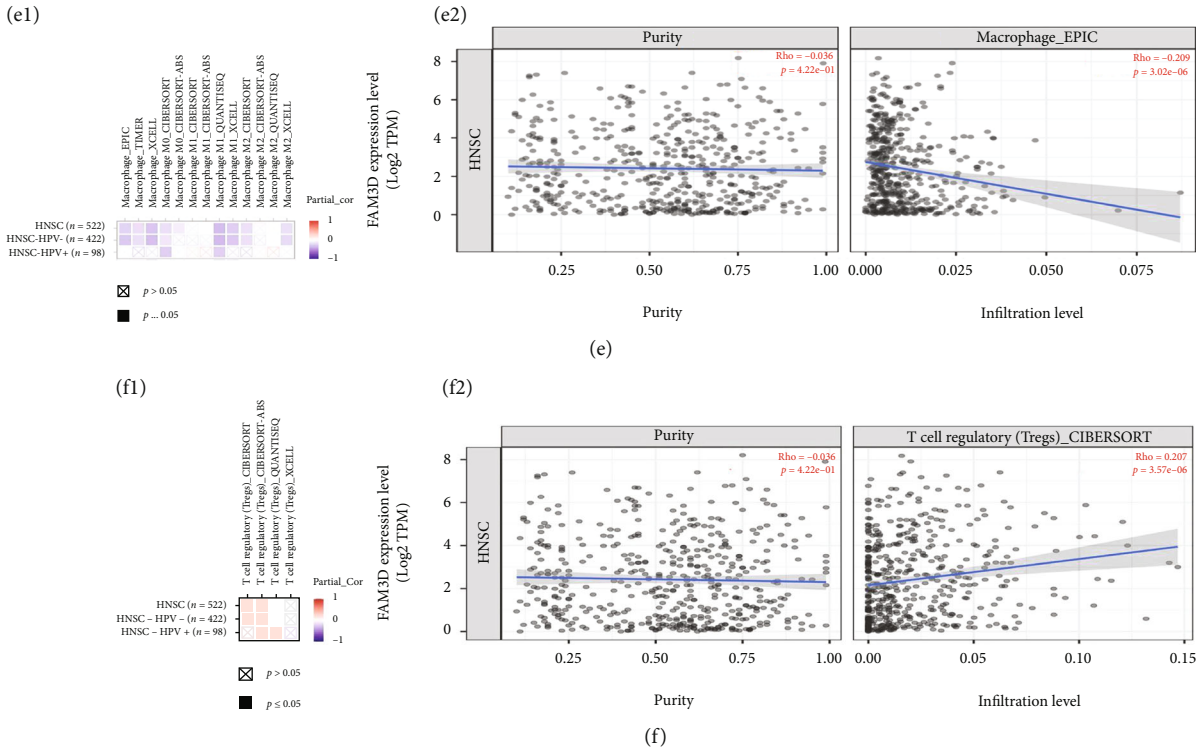 (e1)
Macrophage_EPIC
Macrophage_TIMER
Macrophage_XCELL
Macrophage M0_CIBERSORT
Macrophage M0_CIBERSORT-ABS
Macrophage M1_CIBERSORT
Macrophage M1_CIBERSORT-ABS
Macrophage M1_QUANTISEQ
Macrophage M1_XCELL
Macrophage M2_CIBERSORT
Macrophage M2_CIBERSORT-ABS
Macrophage M2_QUANTISEQ
Macrophage M2_XCELL
HNSC (n = 522)
HNSC-HPV- (n = 422)
HNSC-HPV+ (n = 98)
Partial_cor
1
0
−1
p > 0.05
p ... 0.05
(e2)
FAM3D expression level
(Log2 TPM)
HNSC
Purity
Rho = −0.036
p = 4.22e−01
8
6
4
2
0
0.25
0.50
0.75
1.00
Purity
Macrophage_EPIC
Rho = −0.209
p = 3.02e−06
0.000
0.025
0.050
0.075
Infiltration level
(e)
(f1)
T cell regulatory (Tregs)_CIBERSORT
T cell regulatory (Tregs)_CIBERSORT-ABS
T cell regulatory (Tregs)_QUANTISEQ
T cell regulatory (Tregs)_XCELL
HNSC (n = 522)
HNSC – HPV – (n = 422)
HNSC – HPV + (n = 98)
Partial_Cor
1
0
−1
p > 0.05
p ≤ 0.05
(f2)
FAM3D expression level
(Log2 TPM)
HNSC
Purity
Rho = −0.036
p = 4.22e−01
8
6
4
2
0
0.25
0.50
0.75
1.00
Purity
T cell regulatory (Tregs)_CIBERSORT
Rho = 0.207
p = 3.57e−06
0.00
0.05
0.10
0.15
Infiltration level
(f)